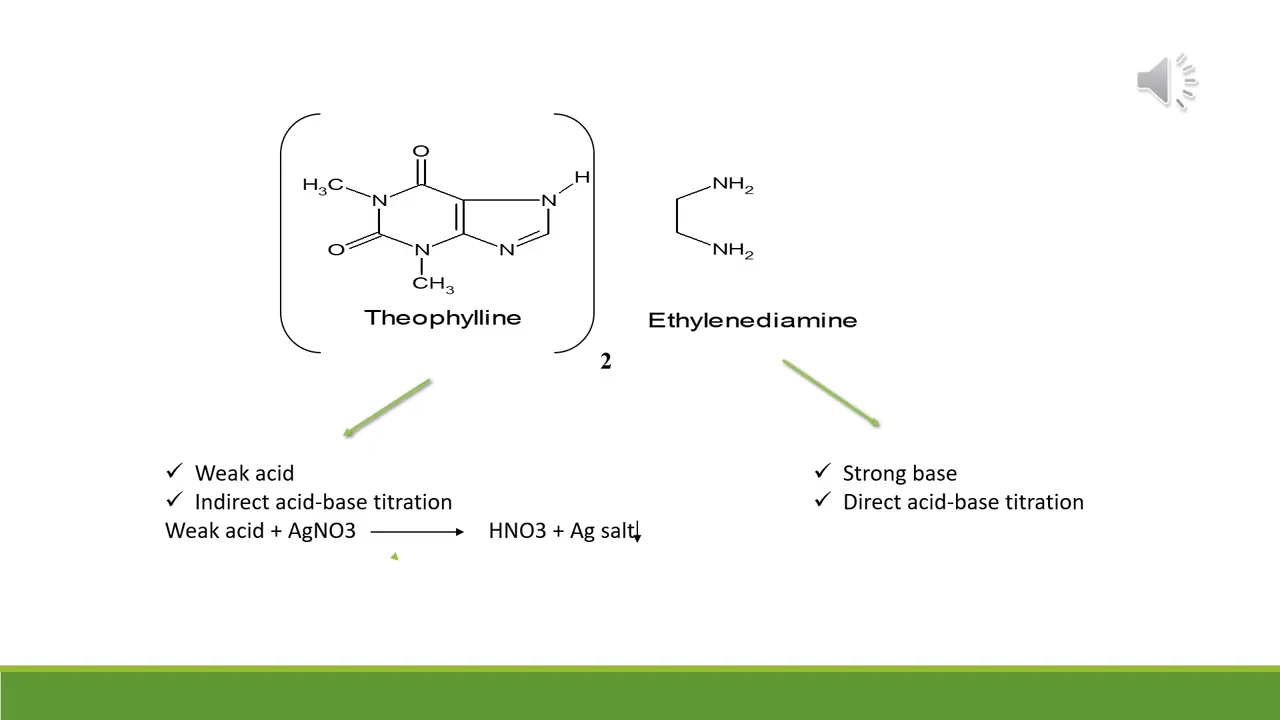 O
H
H3C
NH2
N
N
O
N
N
NH2
CH3
Theophylline
Ethylenediamine
2
✓ Weak acid
✓ Indirect acid-base titration
Weak acid + AgNO3 → HNO3 + Ag salt↓
✓ Strong base
✓ Direct acid-base titration